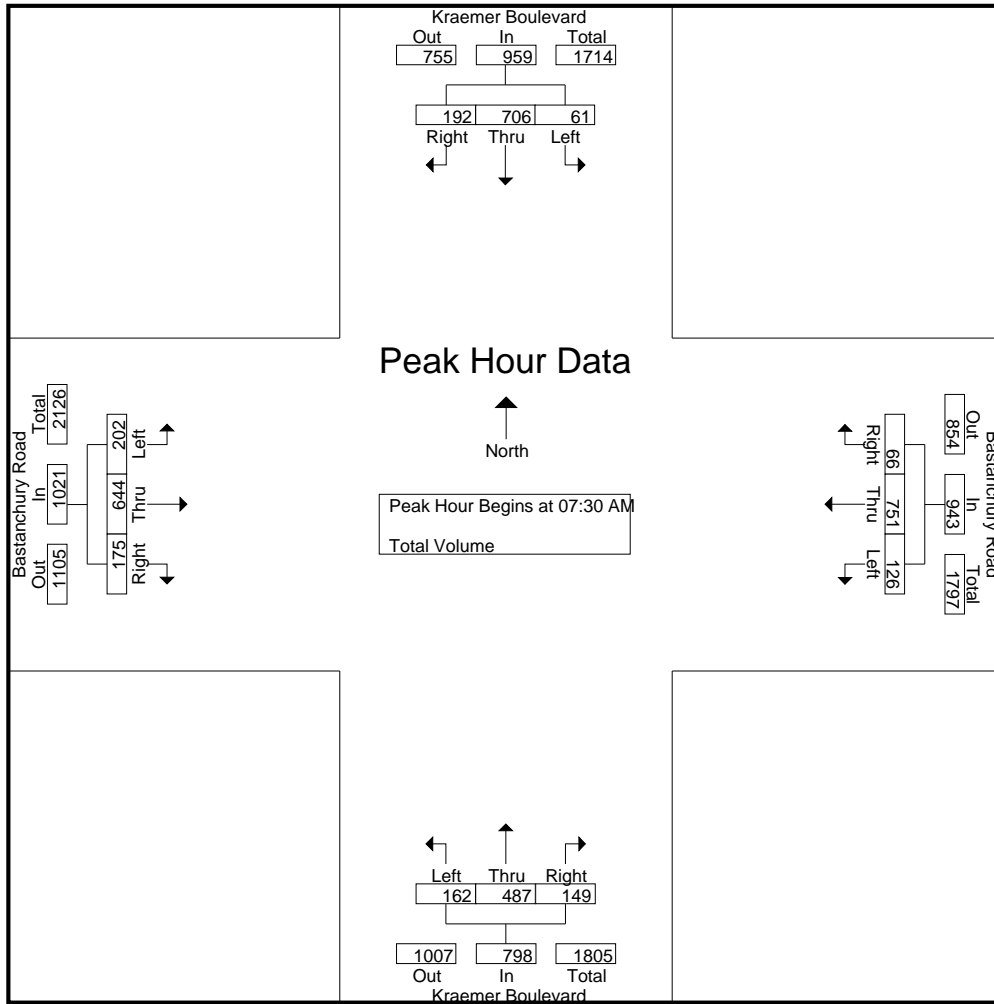 Kraemer Boulevard
Out In Total
755 959 1714
192 706 61
Right Thru Left
Peak Hour Data
North
Peak Hour Begins at 07:30 AM
Total Volume
Bastanchury Road
Out In Total
1105 1021 2126
175 644 202
Right Thru Left
Bastanchury Road
Out In Total
854 943 1797
66 751 126
Right Thru Left
Left Thru Right
162 487 149
1007 798 1805
Out In Total
Kraemer Boulevard